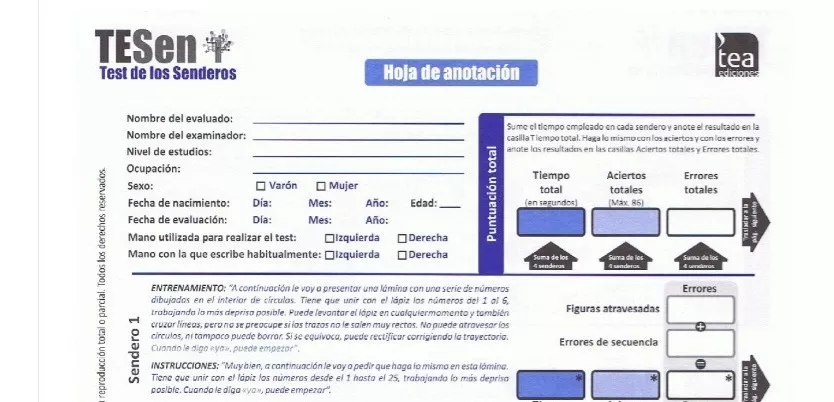 TESen
Test de los Senderos
Hoja de anotación
tea
ediciones
Nombre del evaluado:
Nombre del examinador:
Nivel de estudios:
Ocupación:
Sexo: Varón Mujer
Fecha de nacimiento: Día: Mes: Año: Edad:
Fecha de evaluación: Día: Mes: Año:
Mano utilizada para realizar el test: Izquierda Derecha
Mano con la que escribe habitualmente: Izquierda Derecha
Puntuación total
Sume el tiempo empleado en cada sendero y anote el resultado en la
casilla Tiempo total. Haga lo mismo con los aciertos y con los errores y
anote los resultados en las casillas Aciertos totales y Errores totales.
Tiempo
total
(en segundos)
Aciertos
totales
(Máx. 86)
Errores
totales
Suma de los
4 senderos
Suma de los
4 senderos
Suma de los
4 senderos
Trasladar a la
pág. siguiente
reproducción total o parcial. Todos los derechos reservados.
Sendero 1
ENTRENAMIENTO: "A continuación le voy a presentar una lámina con una serie de números
dibujados en el interior de círculos. Tiene que unir con el lápiz los números del 1 al 6,
trabajando lo más deprisa posible. Puede levantar el lápiz en cualquier momento y también
cruzar líneas, pero no se preocupe si los trazos no le salen muy rectos. No puede atravesar los
círculos, ni tampoco puede borrar. Si se equivoca, puede rectificar corrigiendo la trayectoria.
Cuando le diga «ya», puede empezar".
INSTRUCCIONES: "Muy bien, a continuación le voy a pedir que haga lo mismo en esta lámina.
Tiene que unir con el lápiz los números desde el 1 hasta el 25, trabajando lo más deprisa
posible. Cuando le diga «ya», puede empezar".
Errores
Figuras atravesadas
+
Errores de secuencia
=
* * *